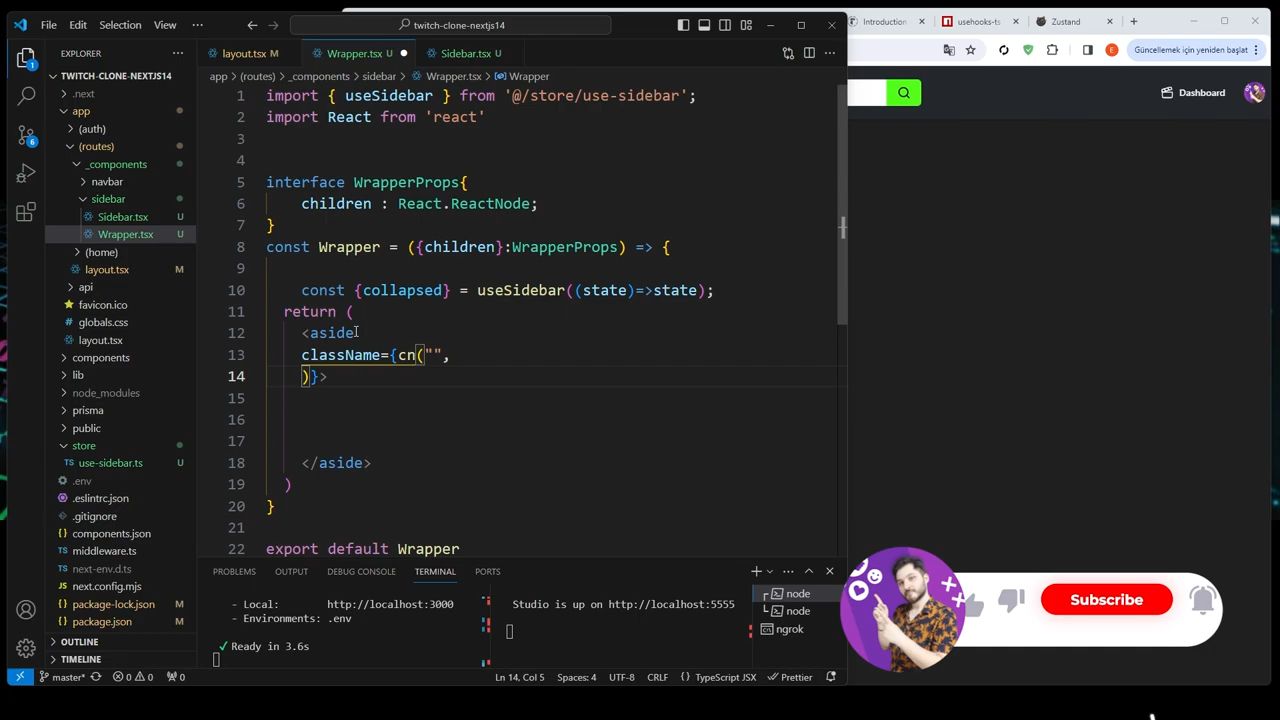 File Edit Selection View ··· twitch-clone-nextjs14
Introduction usehooks-ts Zustand
EXPLORER
layout.tsx M Wrapper.tsx U Sidebar.tsx U
E Güncellemek için yeniden başlat
TWITCH-CLONE-NEXTJS14
app > (routes) > _components > sidebar > Wrapper.tsx > Wrapper
Dashboard
.next
app
(auth)
(routes)
_components
navbar
sidebar
Sidebar.tsx U
Wrapper.tsx U
(home)
layout.tsx M
api
favicon.ico
globals.css
layout.tsx
components
lib
node_modules
prisma
public
store
use-sidebar.ts U
.env
.eslintrc.json
.gitignore
components.json
middleware.ts
next-env.d.ts
next.config.mjs
package-lock.json M
package.json M
OUTLINE
TIMELINE
1
6
1 import { useSidebar } from '@/store/use-sidebar';
2 import React from 'react'
3
4
5 interface WrapperProps{
6 children : React.ReactNode;
7 }
8 const Wrapper = ({children}:WrapperProps) => {
9
10 const {collapsed} = useSidebar((state)=>state);
11 return (
12 <aside
13 className={cn("",
14 )}>
15
16
17
18 </aside>
19 )
20 }
21
22 export default Wrapper
PROBLEMS OUTPUT DEBUG CONSOLE TERMINAL PORTS
- Local: http://localhost:3000
- Environments: .env
✓ Ready in 3.6s
Studio is up on http://localhost:5555
node
node
ngrok
Subscribe
master* 0 0 0 Ln 14, Col 5 Spaces: 4 UTF-8 CRLF {} TypeScript JSX Prettier